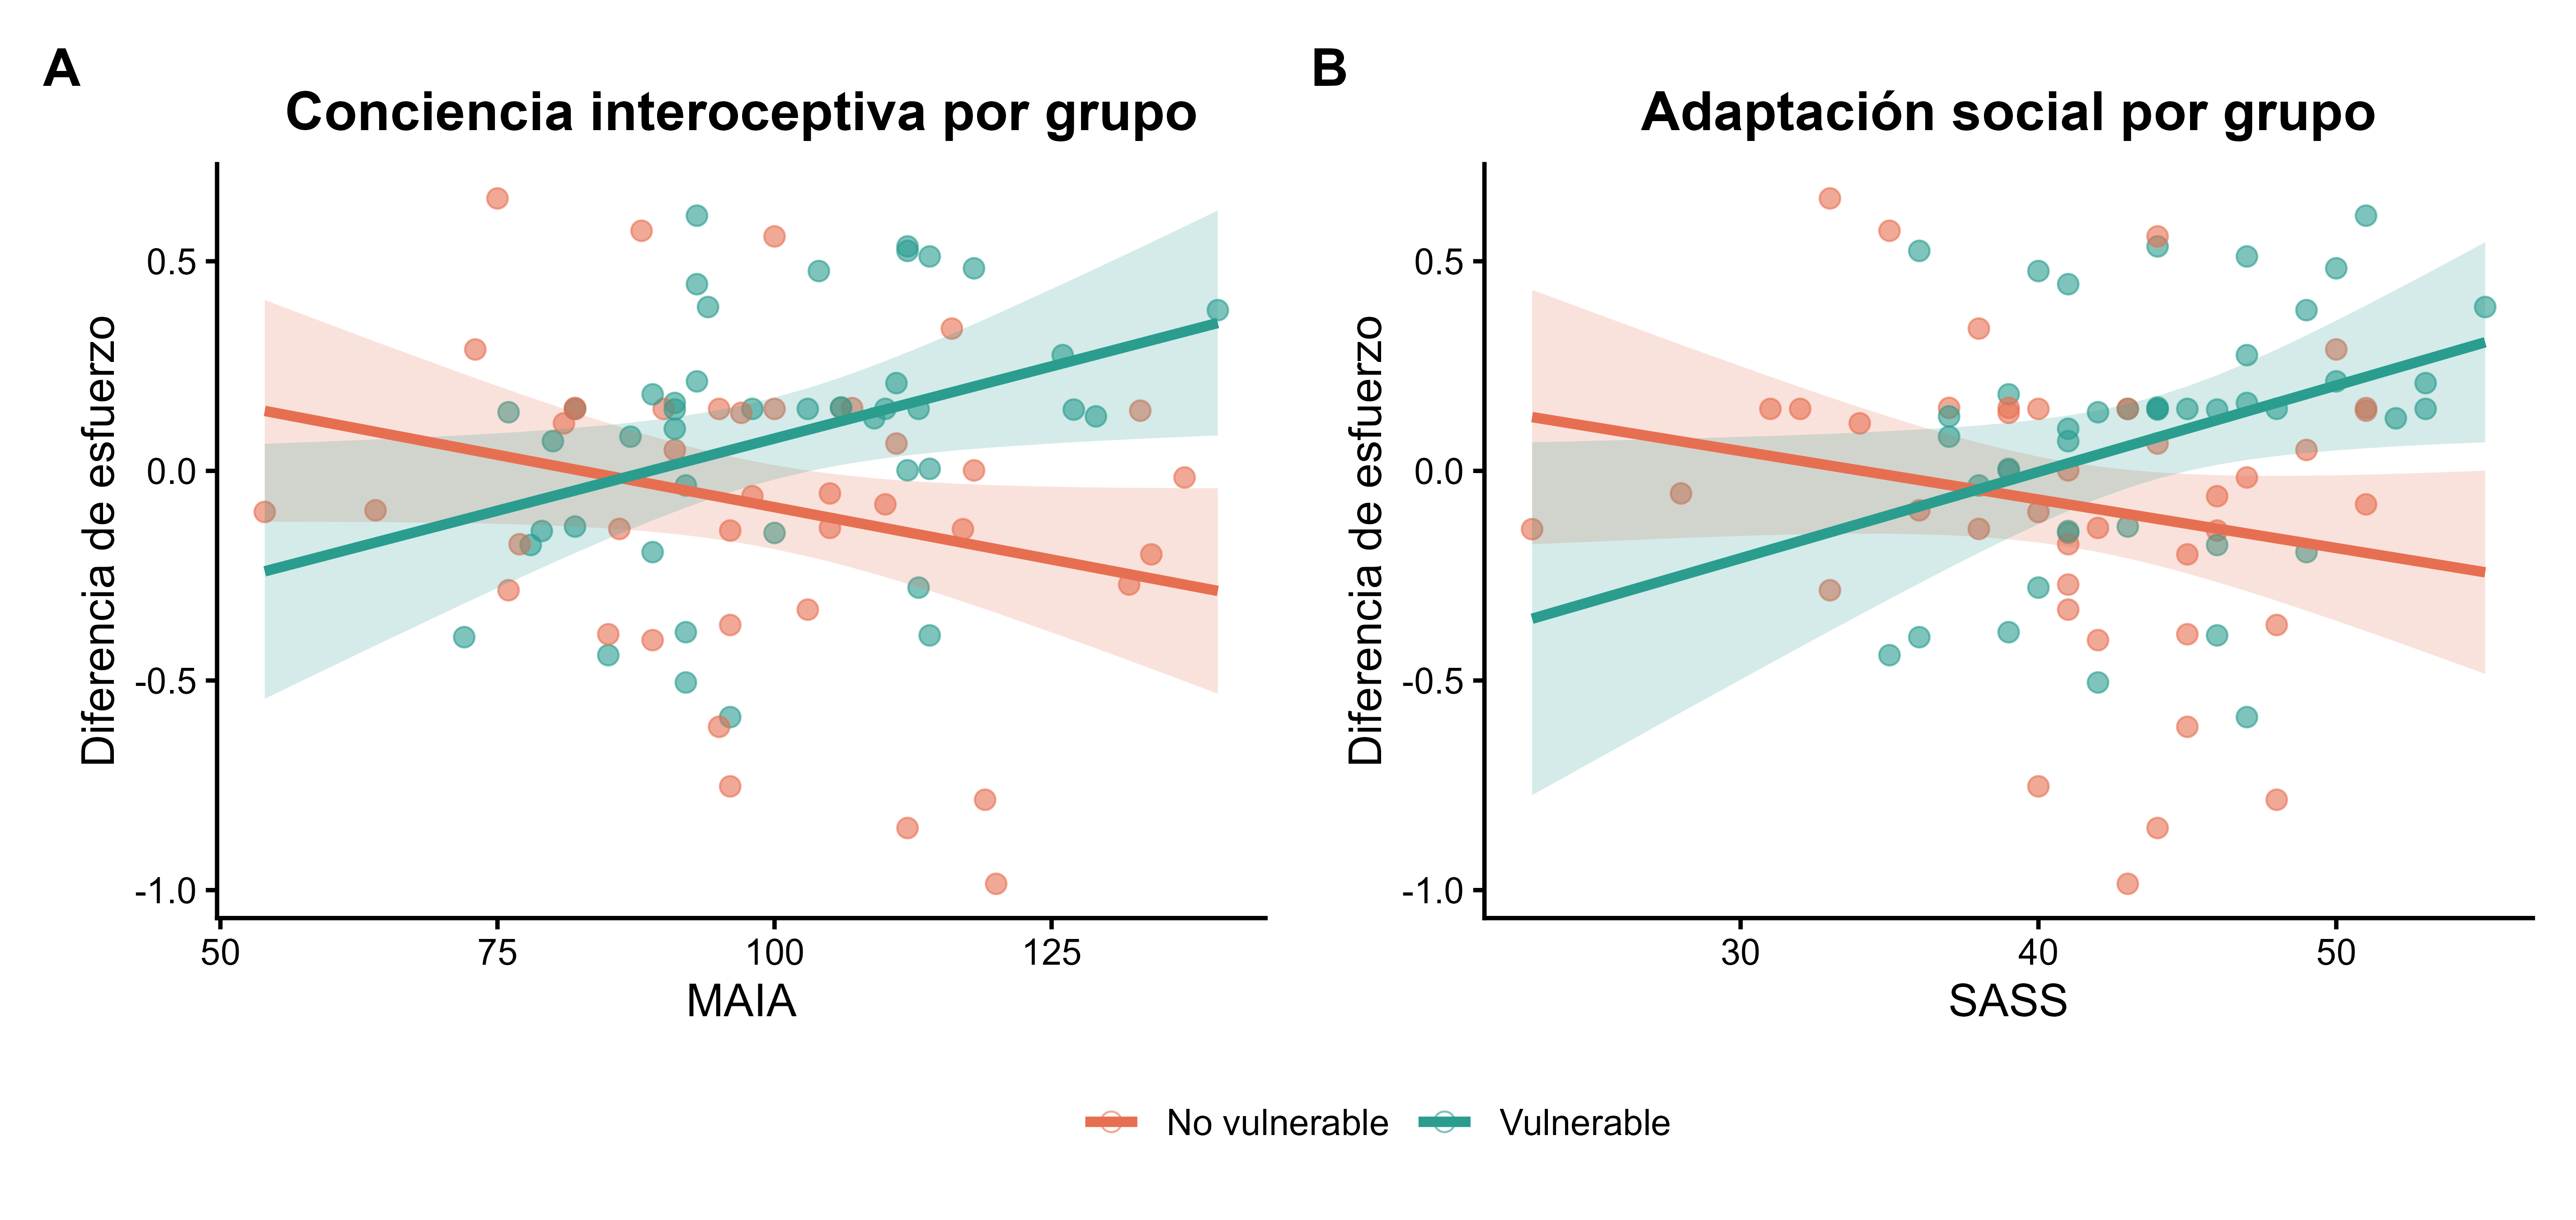 A
Conciencia interoceptiva por grupo
Diferencia de esfuerzo
0.5
0.0
-0.5
-1.0
50 75 100 125
MAIA
B
Adaptación social por grupo
Diferencia de esfuerzo
0.5
0.0
-0.5
-1.0
30 40 50
SASS
No vulnerable Vulnerable